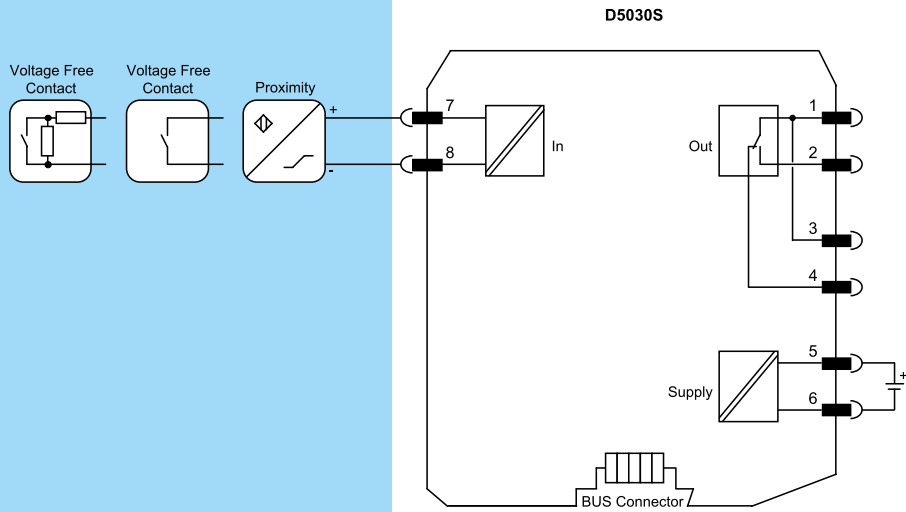 D5030S
Voltage Free
Contact
Voltage Free
Contact
Proximity
+
-
7
8
In
Out
1
2
3
4
5
6
Supply
+
BUS Connector